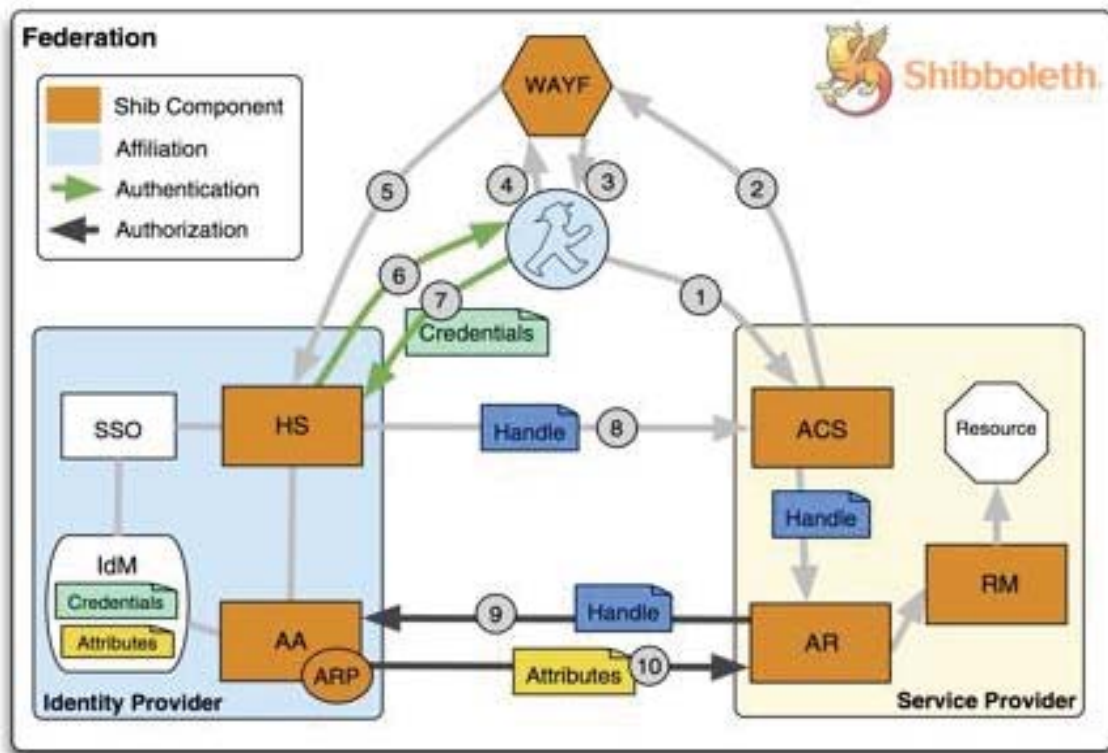 Federation
Shib Component
Affiliation
Authentication
Authorization
WAYF
Shibboleth.
5
4
3
2
6
7
1
Credentials
SSO
HS
Handle
8
ACS
Resource
Handle
IdM
Credentials
Attributes
AA
ARP
9
Handle
Attributes
10
AR
RM
Identity Provider
Service Provider